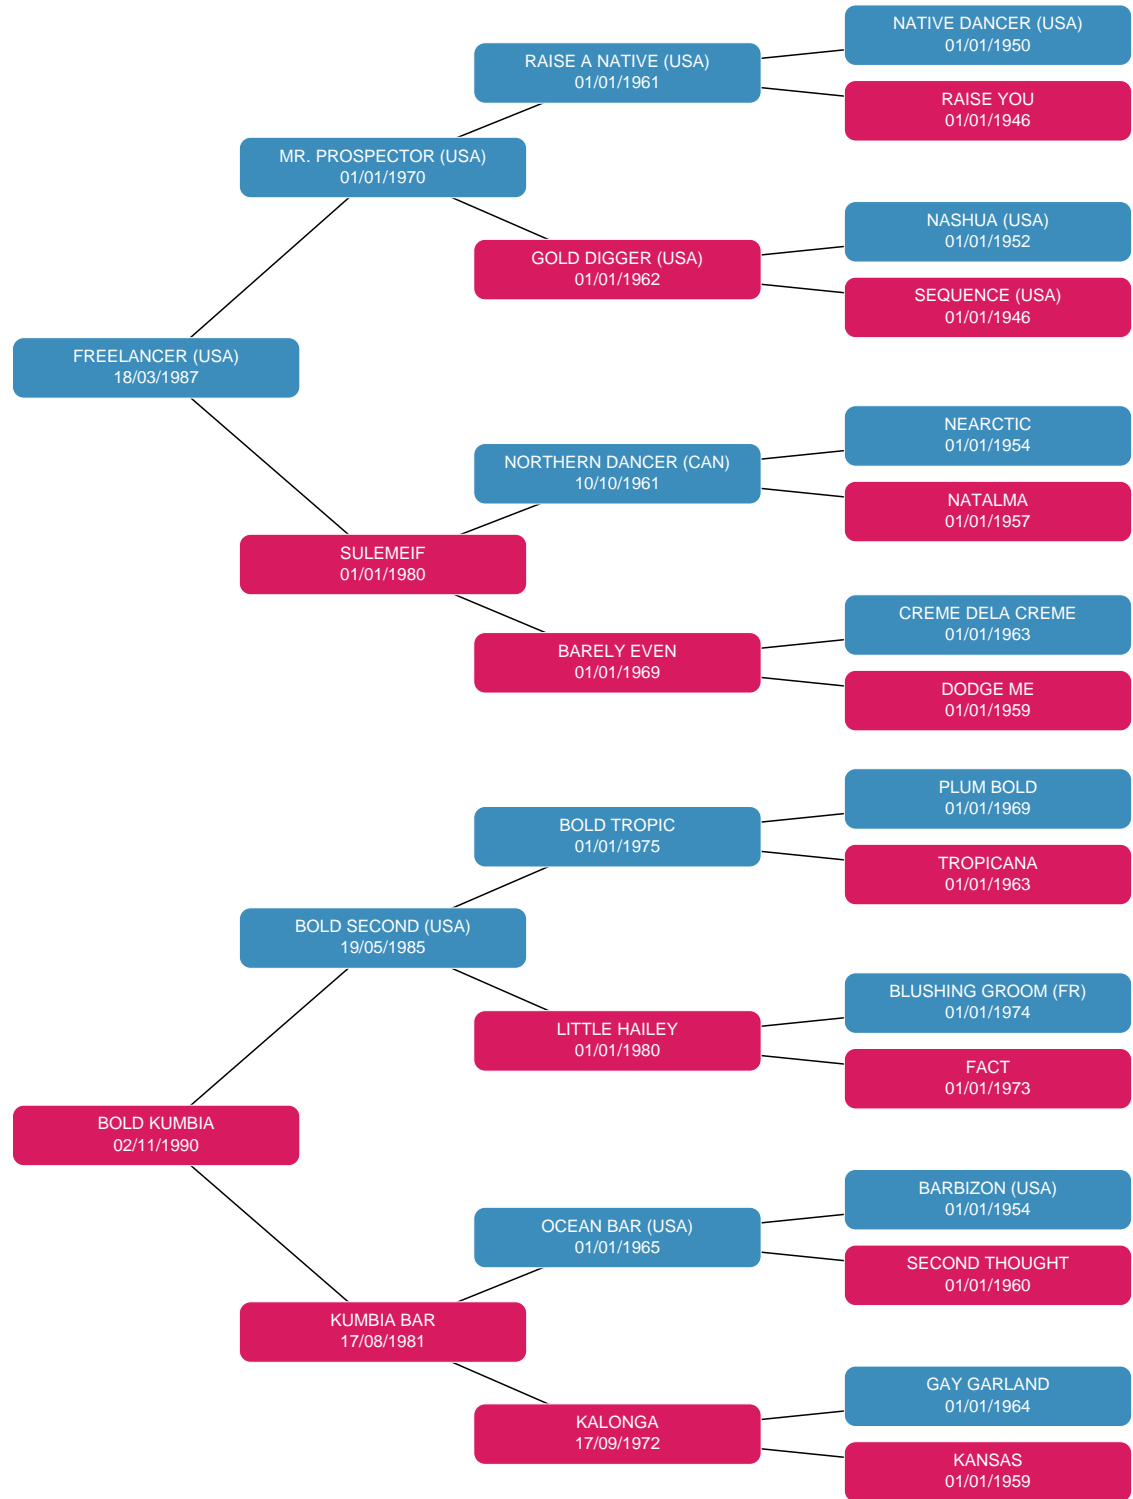 NATIVE DANCER (USA)
01/01/1950
RAISE A NATIVE (USA)
01/01/1961
RAISE YOU
01/01/1946
MR. PROSPECTOR (USA)
01/01/1970
NASHUA (USA)
01/01/1952
GOLD DIGGER (USA)
01/01/1962
SEQUENCE (USA)
01/01/1946
FREELANCER (USA)
18/03/1987
NEARCTIC
01/01/1954
NORTHERN DANCER (CAN)
10/10/1961
NATALMA
01/01/1957
SULEMEIF
01/01/1980
CREME DELA CREME
01/01/1963
BARELY EVEN
01/01/1969
DODGE ME
01/01/1959
PLUM BOLD
01/01/1969
BOLD TROPIC
01/01/1975
TROPICANA
01/01/1963
BOLD SECOND (USA)
19/05/1985
BLUSHING GROOM (FR)
01/01/1974
LITTLE HAILEY
01/01/1980
FACT
01/01/1973
BOLD KUMBIA
02/11/1990
BARBIZON (USA)
01/01/1954
OCEAN BAR (USA)
01/01/1965
SECOND THOUGHT
01/01/1960
KUMBIA BAR
17/08/1981
GAY GARLAND
01/01/1964
KALONGA
17/09/1972
KANSAS
01/01/1959